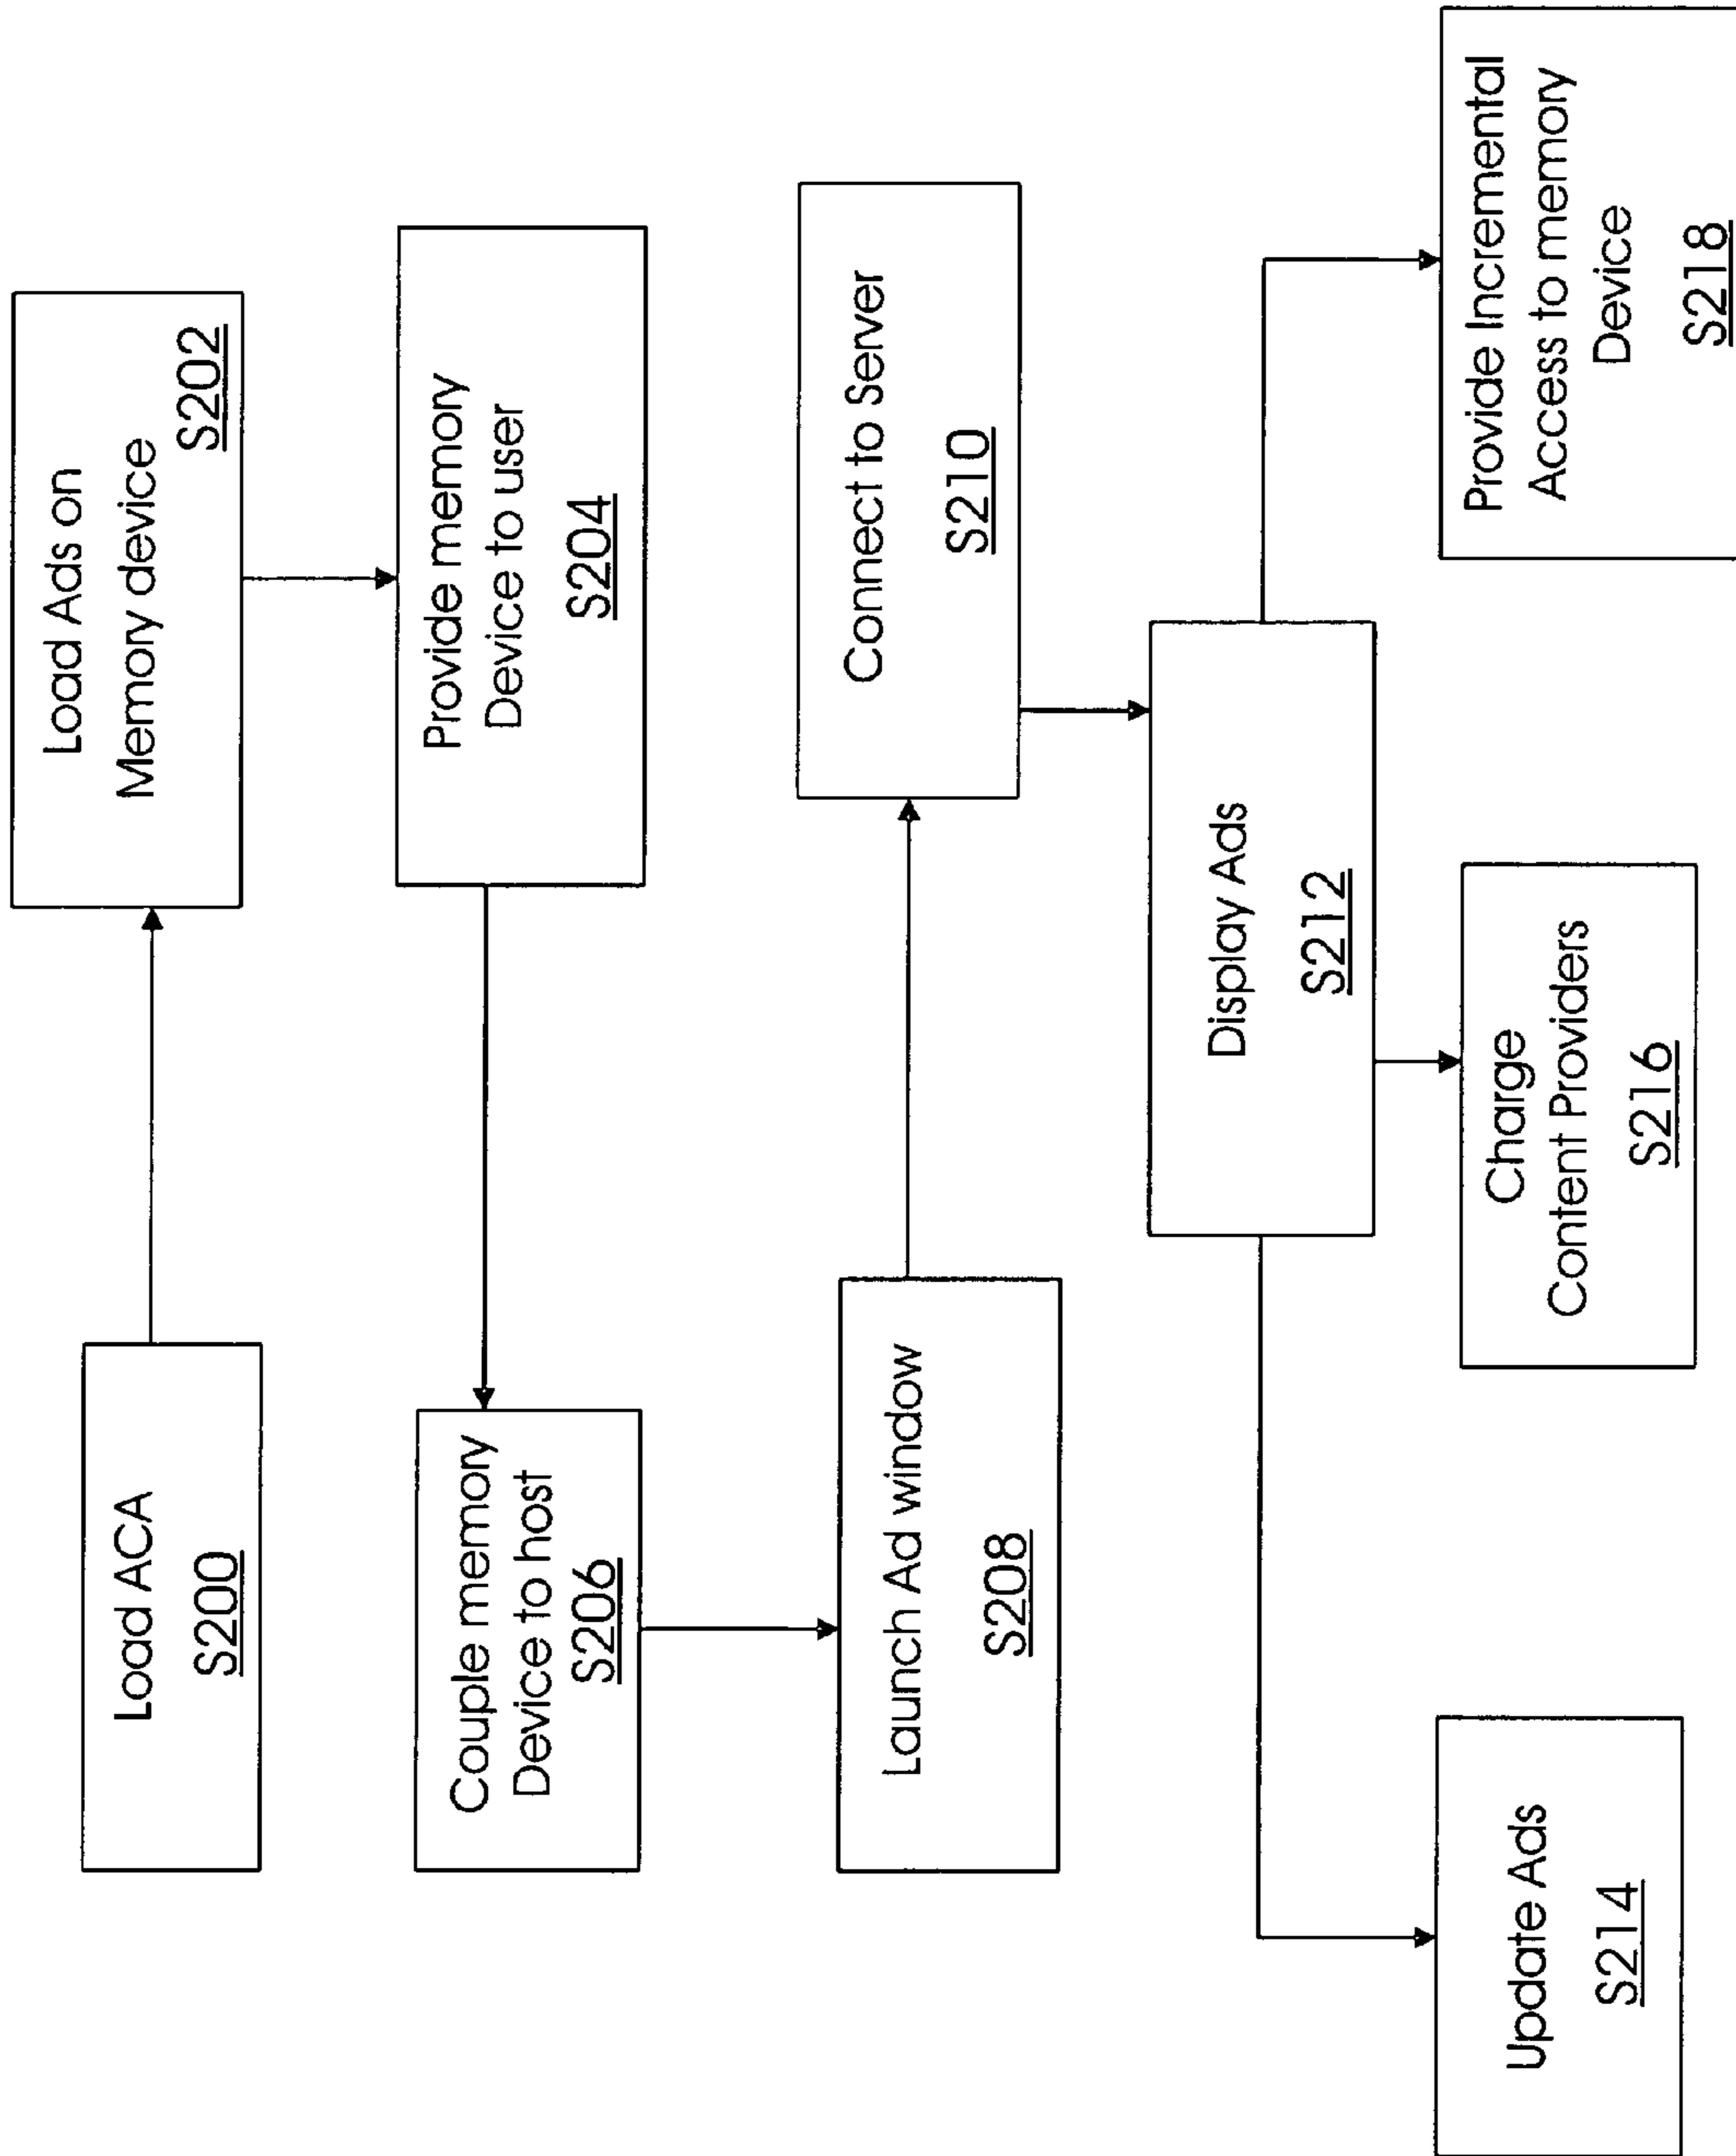 Load ACA
S200
Load Ads on
Memory device
S202
Provide memory
Device to user
S204
Couple memory
Device to host
S206
Launch Ad window
S208
Connect to Server
S210
Display Ads
S212
Update Ads
S214
Charge
Content Providers
S216
Provide Incremental
Access to memory
Device
S218